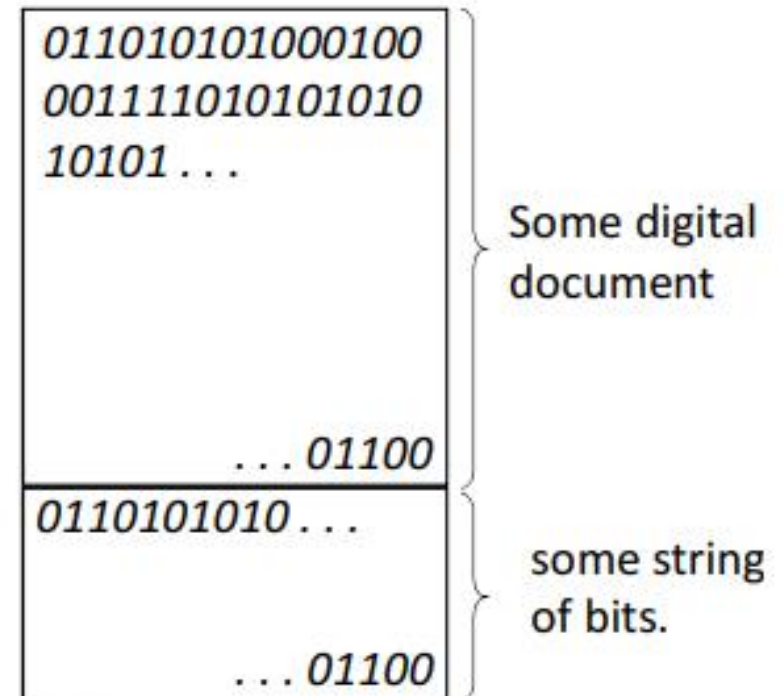 011010101000100
001111010101010
10101 . . .
Some digital
document
. . . 01100
0110101010 . . .
some string
of bits.
. . . 01100